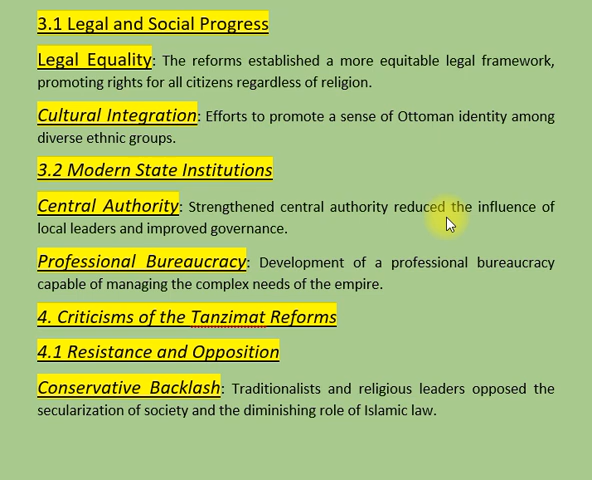 3.1 Legal and Social Progress
Legal Equality: The reforms established a more equitable legal framework,
promoting rights for all citizens regardless of religion.
Cultural Integration: Efforts to promote a sense of Ottoman identity among
diverse ethnic groups.
3.2 Modern State Institutions
Central Authority: Strengthened central authority reduced the influence of
local leaders and improved governance.
Professional Bureaucracy: Development of a professional bureaucracy
capable of managing the complex needs of the empire.
4. Criticisms of the Tanzimat Reforms
4.1 Resistance and Opposition
Conservative Backlash: Traditionalists and religious leaders opposed the
secularization of society and the diminishing role of Islamic law.